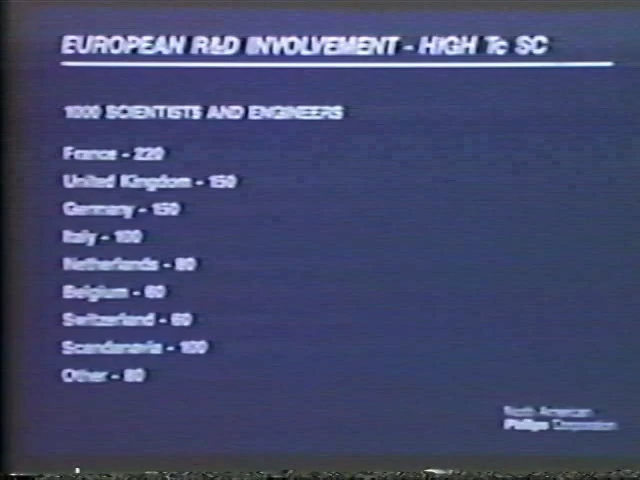 EUROPEAN R&D INVOLVEMENT - HIGH Tc SC
1000 SCIENTISTS AND ENGINEERS
France - 220
United Kingdom - 150
Germany - 150
Italy - 100
Netherlands - 80
Belgium - 60
Switzerland - 60
Scandanavia - 100
Other - 80
North American
Philips Corporation